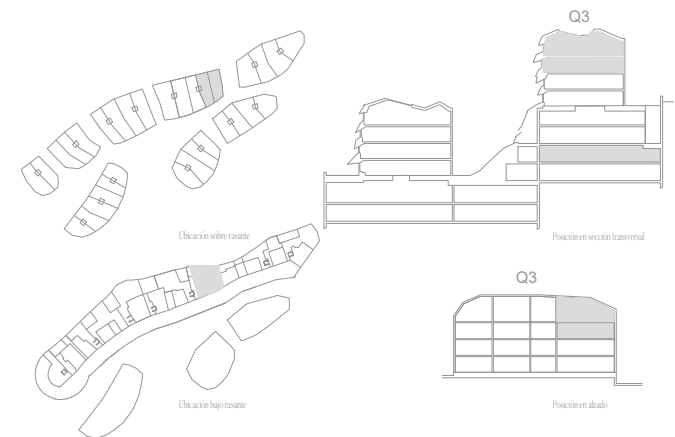 Q3
Ubicación sobre rasante
Posición en sección transversal
Q3
Ubicación bajo rasante
Posición en alzado